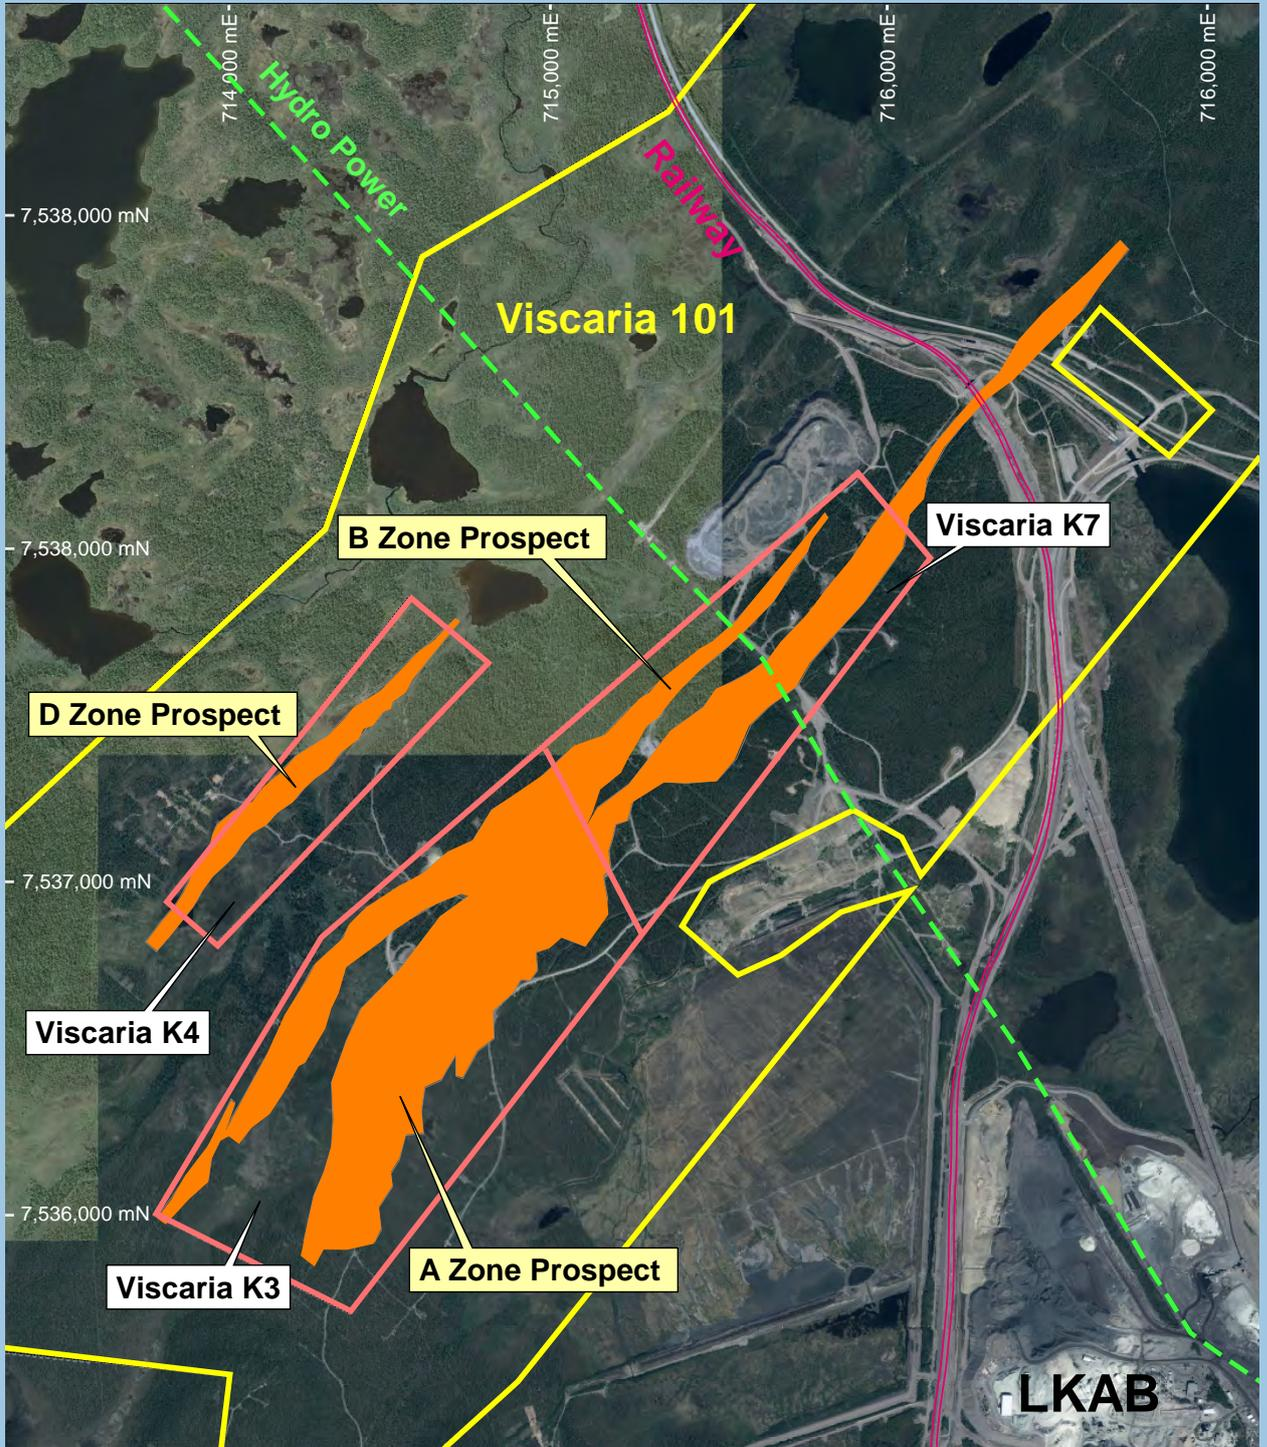 714,000 mE
715,000 mE
716,000 mE
716,000 mE
Hydro Power
Railway
7,538,000 mN
Viscaria 101
Viscaria K7
B Zone Prospect
7,538,000 mN
D Zone Prospect
7,537,000 mN
Viscaria K4
7,536,000 mN
A Zone Prospect
Viscaria K3
LKAB